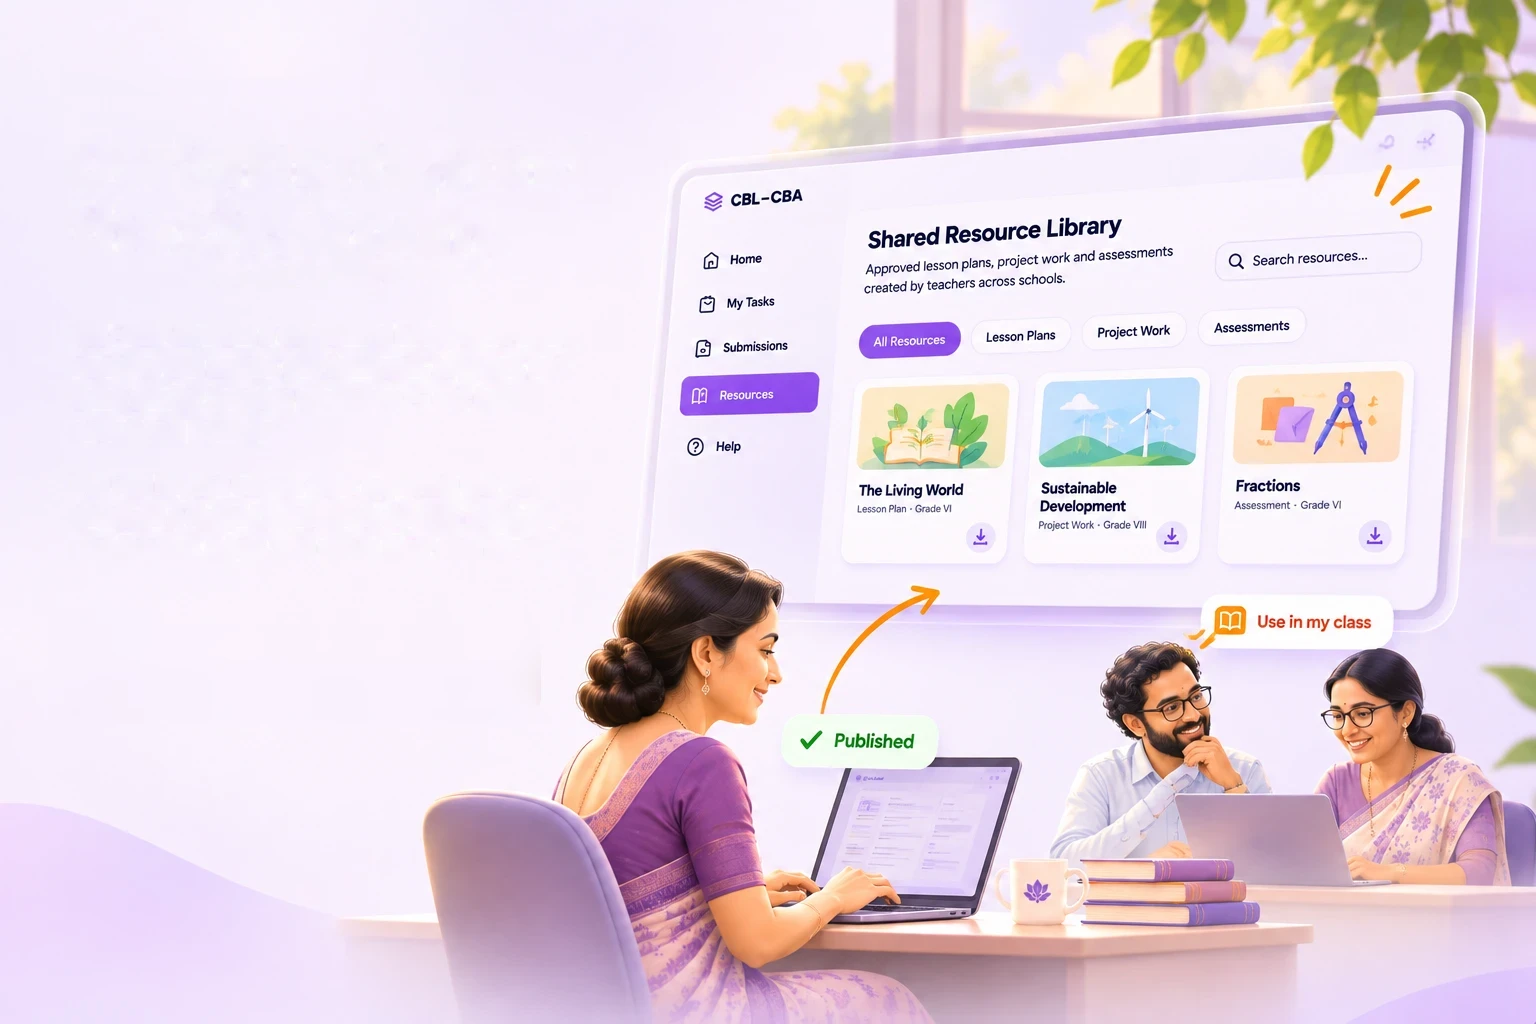 CBL-CBA
Home
My Tasks
Submissions
Resources
Help
Shared Resource Library
Approved lesson plans, project work and assessments
created by teachers across schools.
Search resources...
All Resources
Lesson Plans
Project Work
Assessments
The Living World
Lesson Plan · Grade VI
Sustainable
Development
Project Work · Grade VIII
Fractions
Assessment · Grade VI
Use in my class
Published